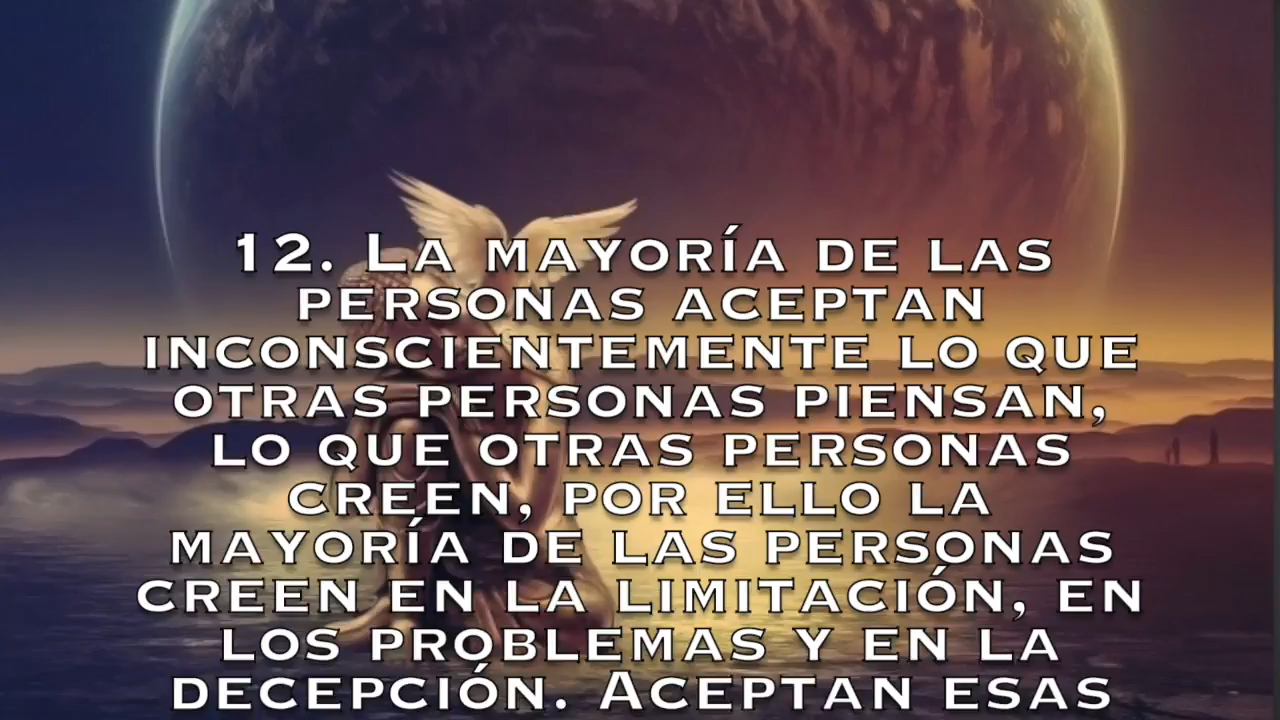 12. La mayoría de las
personas aceptan
inconscientemente lo que
otras personas piensan,
lo que otras personas
creen, por ello la
mayoría de las personas
creen en la limitación, en
los problemas y en la
decepción. Aceptan esas